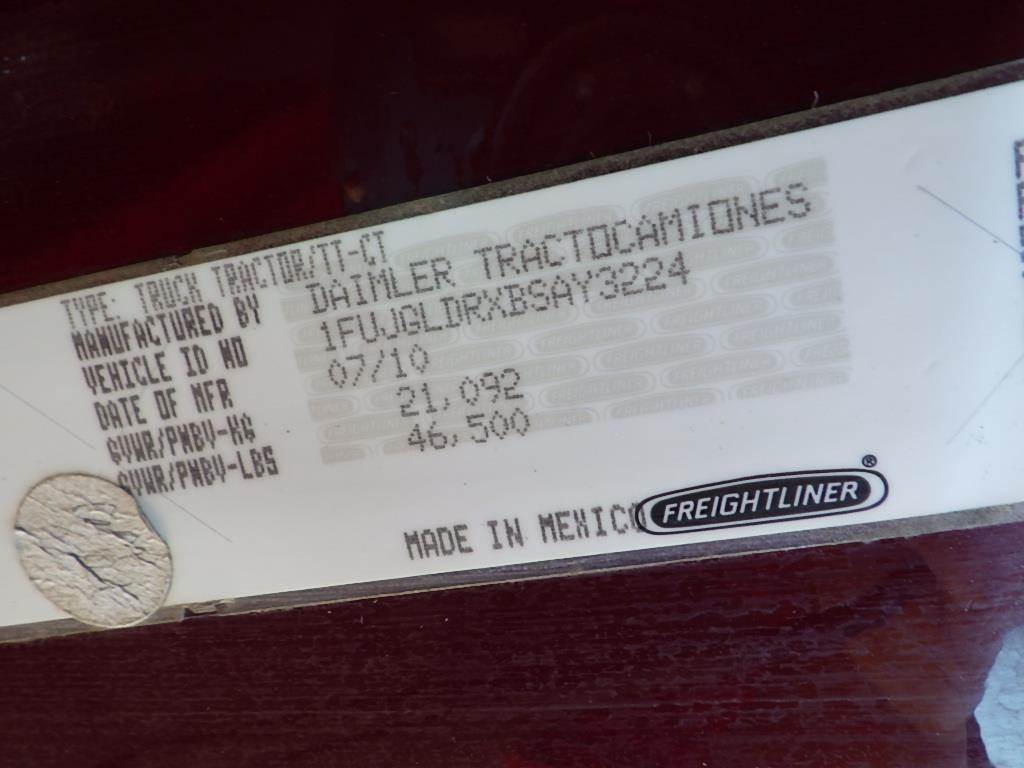 TYPE: TRUCK TRACTOR/TT-CT
MANUFACTURED BY DAIMLER TRACTOCAMIONES
VEHICLE ID NO 1FUJGLDRXBSAY3224
DATE OF MFR 07/10
GVWR/PNBV-KG 21,092
GVWR/PNBV-LBS 46,500
MADE IN MEXICO FREIGHTLINER®